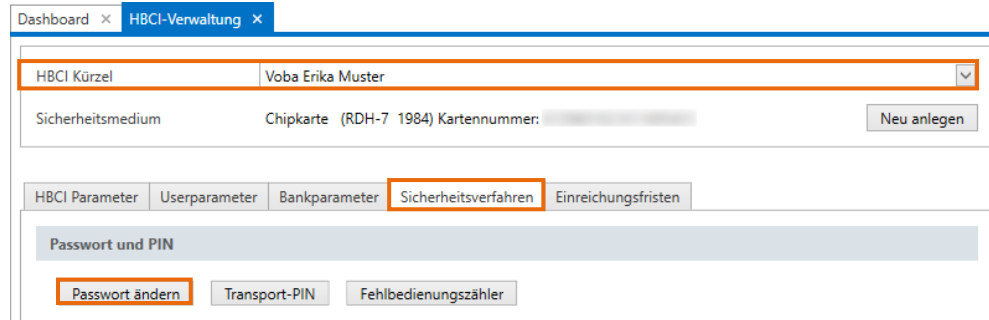 Dashboard × HBCI-Verwaltung ×
HBCI Kürzel Voba Erika Muster
Sicherheitsmedium Chipkarte (RDH-7 1984) Kartennummer: Neu anlegen
HBCI Parameter Userparameter Bankparameter Sicherheitsverfahren Einreichungsfristen
Passwort und PIN
Passwort ändern Transport-PIN Fehlbedienungszähler